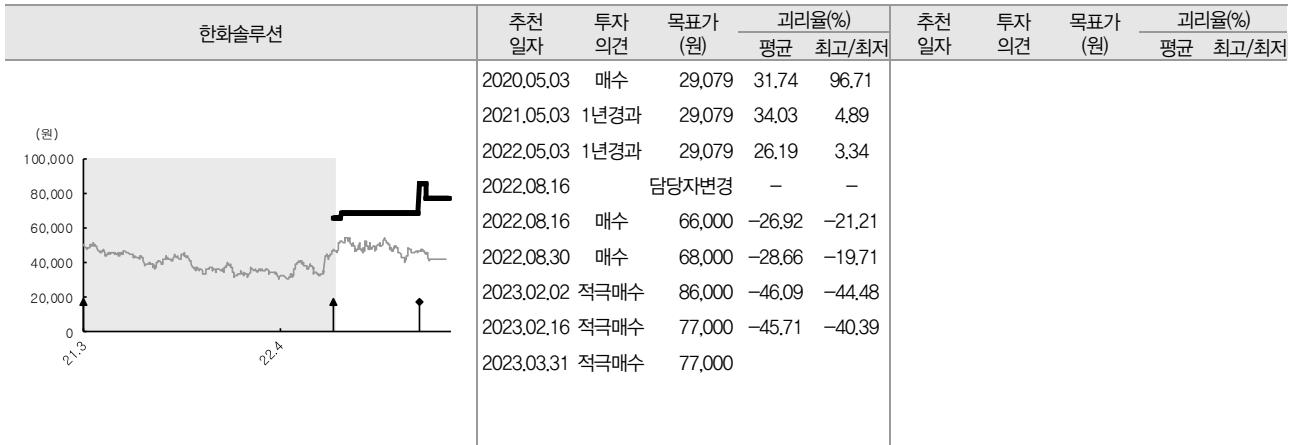 한화솔루션
추천 투자 목표가 괴리율(%) 추천 투자 목표가 괴리율(%)
일자 의견 (원) 평균 최고/최저 일자 의견 (원) 평균 최고/최저
2020.05.03 매수 29,079 31.74 96.71
2021.05.03 1년경과 29,079 34.03 4.89
2022.05.03 1년경과 29,079 26.19 3.34
2022.08.16 담당자변경 - -
2022.08.16 매수 66,000 -26.92 -21.21
2022.08.30 매수 68,000 -28.66 -19.71
2023.02.02 적극매수 86,000 -46.09 -44.48
2023.02.16 적극매수 77,000 -45.71 -40.39
2023.03.31 적극매수 77,000
(원)
100,000
80,000
60,000
40,000
20,000
0
21.3 22.4